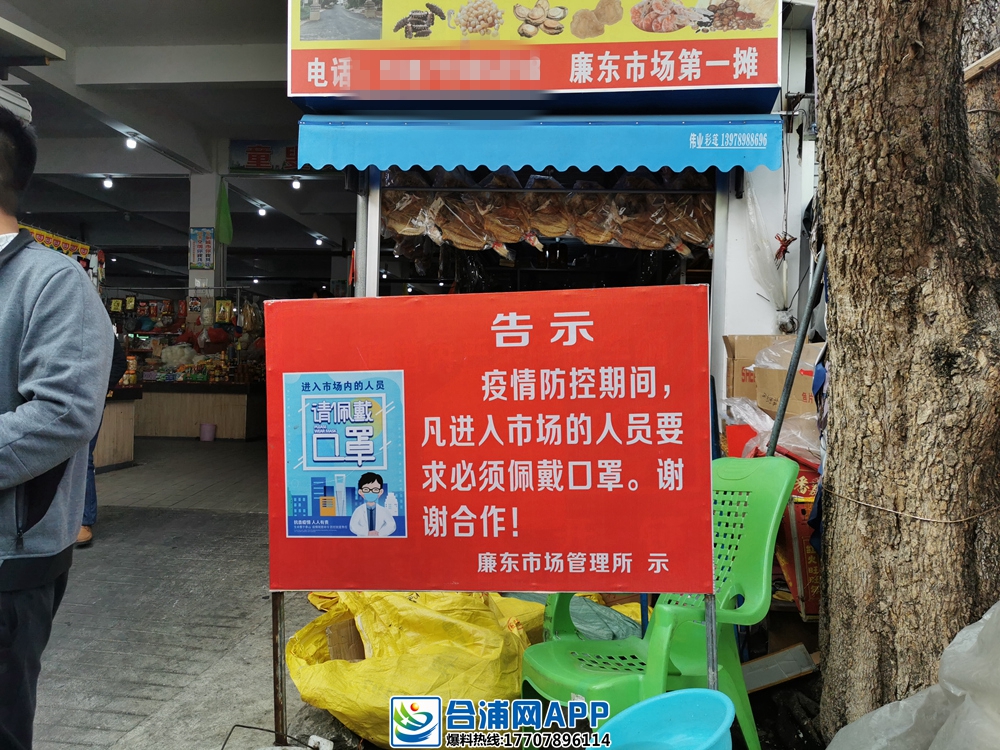 电话
廉东市场第一摊
伟业彩蓬 13978988696
童
告示
疫情防控期间,
凡进入市场的人员要
求必须佩戴口罩。谢
谢合作!
廉东市场管理所 示
进入市场内的人员
请佩戴
口罩
合浦网APP
爆料热线:17707896114